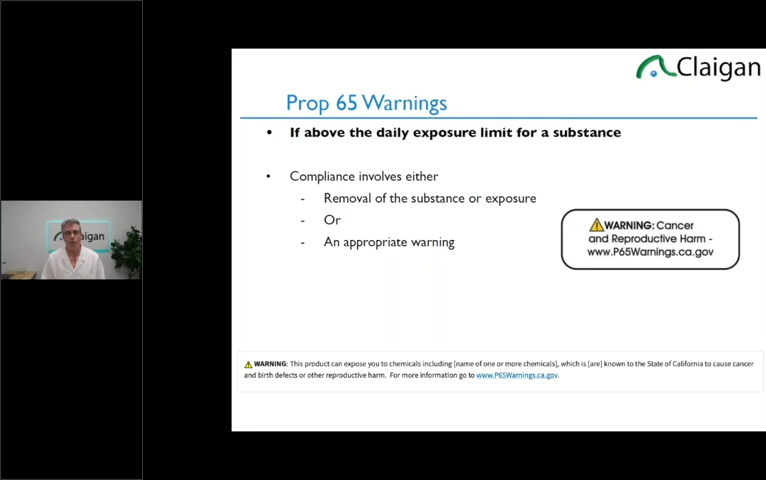 Claigan
Prop 65 Warnings
• If above the daily exposure limit for a substance
• Compliance involves either
- Removal of the substance or exposure
- Or
- An appropriate warning
WARNING: Cancer
and Reproductive Harm -
www.P65Warnings.ca.gov
WARNING: This product can expose you to chemicals including [name of one or more chemicals], which is [are] known to the State of California to cause cancer
and birth defects or other reproductive harm. For more information go to www.P65Warnings.ca.gov.